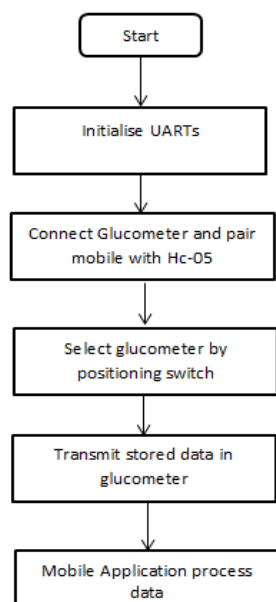 Start
Initialise UARTs
Connect Glucometer and pair
mobile with Hc-05
Select glucometer by
positioning switch
Transmit stored data in
glucometer
Mobile Application process
data